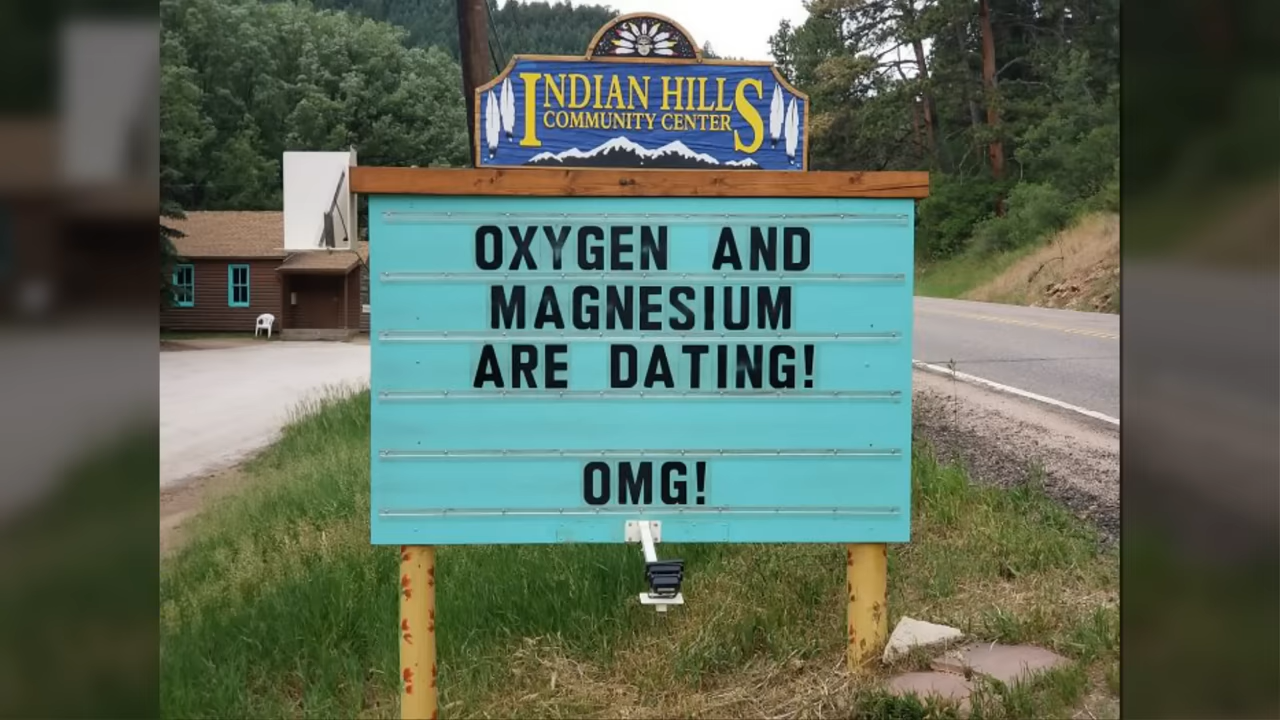 INDIAN HILLS
COMMUNITY CENTER
OXYGEN AND
MAGNESIUM
ARE DATING!
OMG!